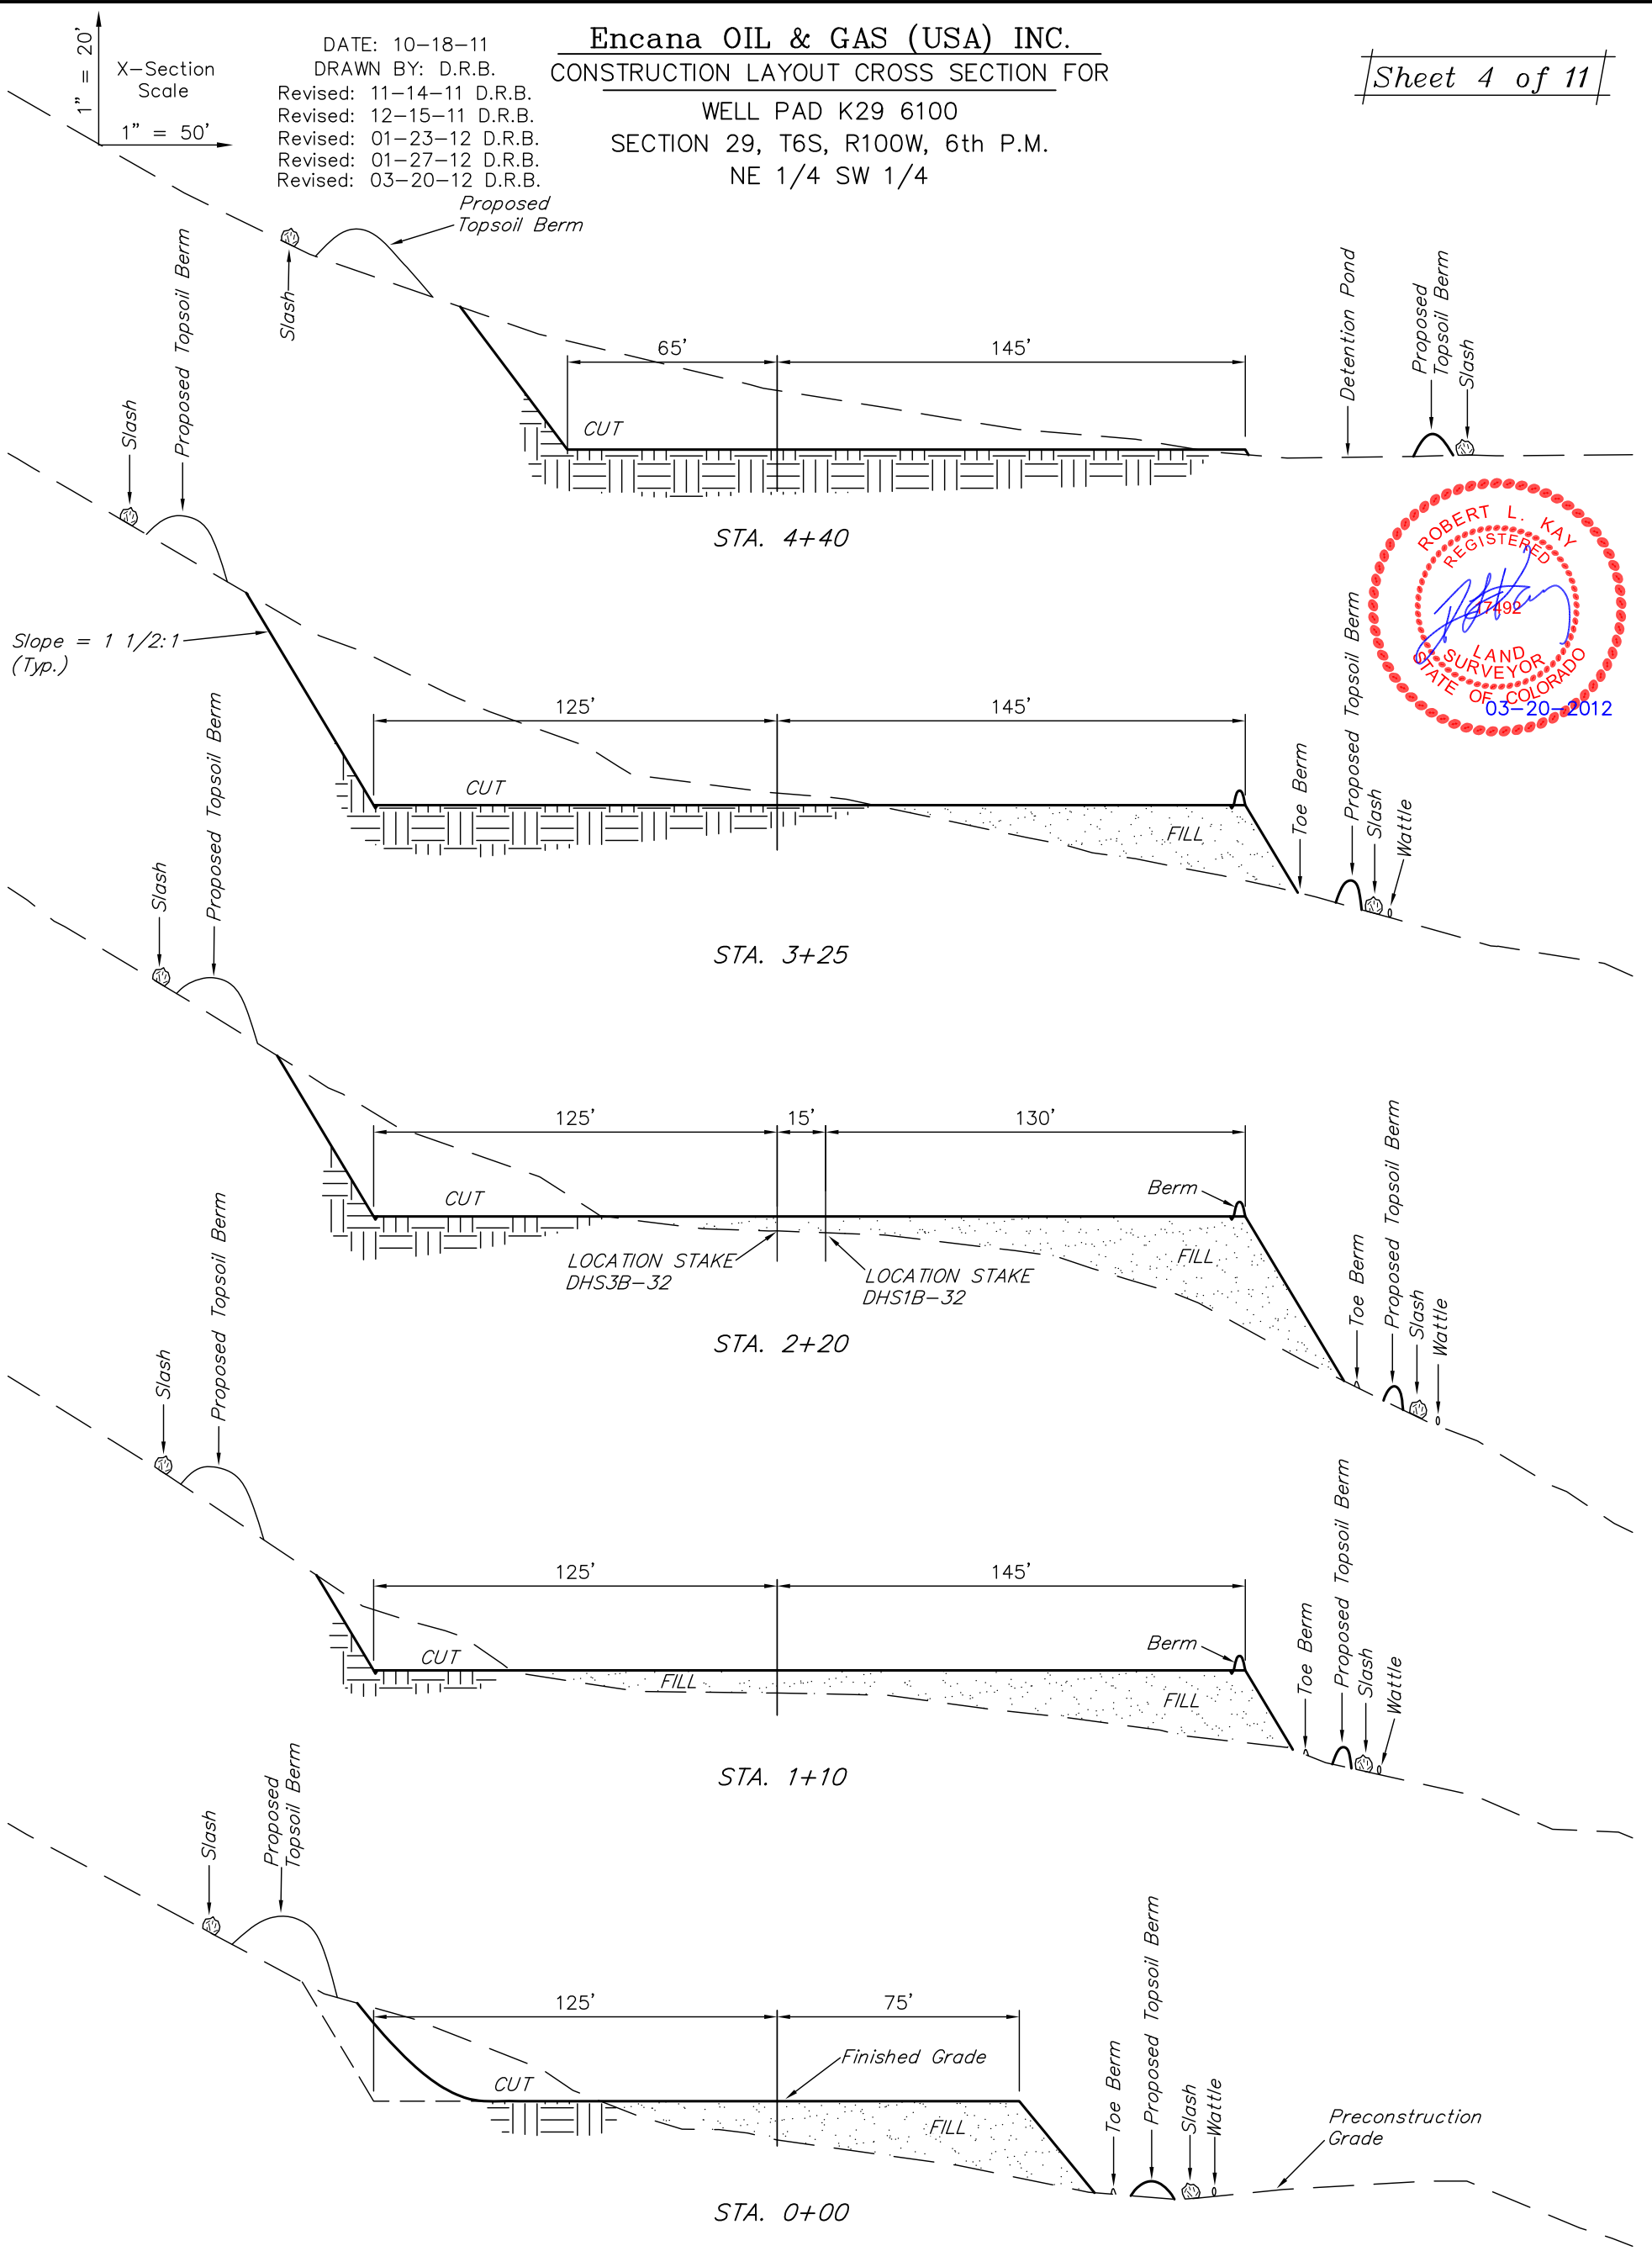 1" = 20'
X-Section
Scale
1" = 50'
DATE: 10-18-11
DRAWN BY: D.R.B.
Revised: 11-14-11 D.R.B.
Revised: 12-15-11 D.R.B.
Revised: 01-23-12 D.R.B.
Revised: 01-27-12 D.R.B.
Revised: 03-20-12 D.R.B.
Encana OIL & GAS (USA) INC.
CONSTRUCTION LAYOUT CROSS SECTION FOR
WELL PAD K29 6100
SECTION 29, T6S, R100W, 6th P.M.
NE 1/4 SW 1/4
Sheet 4 of 11
Proposed
Topsoil Berm
Slash
65'
145'
CUT
Detention Pond
Proposed
Topsoil Berm
Slash
STA. 4+40
ROBERT L. KAY
REGISTERED
17492
LAND
SURVEYOR
STATE OF COLORADO
03-20-2012
Slash
Proposed Topsoil Berm
Slope = 1 1/2:1
(Typ.)
125'
145'
CUT
FILL
Toe Berm
Proposed Topsoil Berm
Slash
Wattle
STA. 3+25
Slash
Proposed Topsoil Berm
125'
15'
130'
CUT
Berm
FILL
LOCATION STAKE
DHS3B-32
LOCATION STAKE
DHS1B-32
Toe Berm
Proposed Topsoil Berm
Slash
Wattle
STA. 2+20
Slash
Proposed Topsoil Berm
125'
145'
CUT
FILL
Berm
FILL
Toe Berm
Proposed Topsoil Berm
Slash
Wattle
STA. 1+10
Slash
Proposed
Topsoil Berm
125'
75'
Finished Grade
CUT
FILL
Toe Berm
Proposed Topsoil Berm
Slash
Wattle
Preconstruction
Grade
STA. 0+00